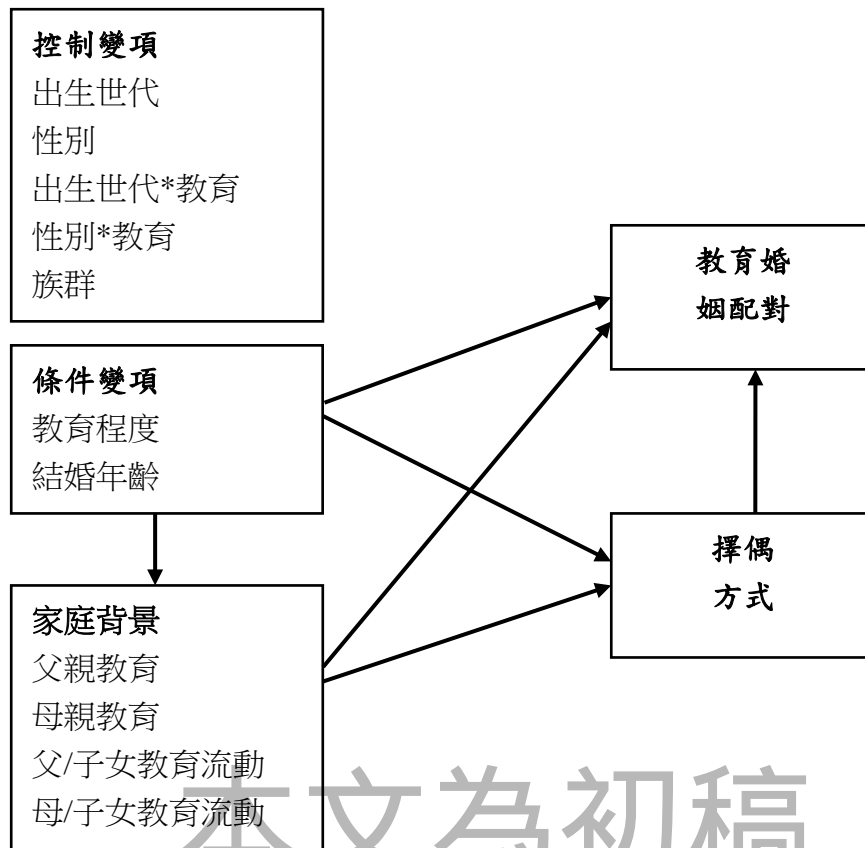 控制變項
出生世代
性別
出生世代*教育
性別*教育
族群
條件變項
教育程度
結婚年齡
家庭背景
父親教育
母親教育
父/子女教育流動
母/子女教育流動
教育婚
姻配對
擇偶
方式
本文為初稿